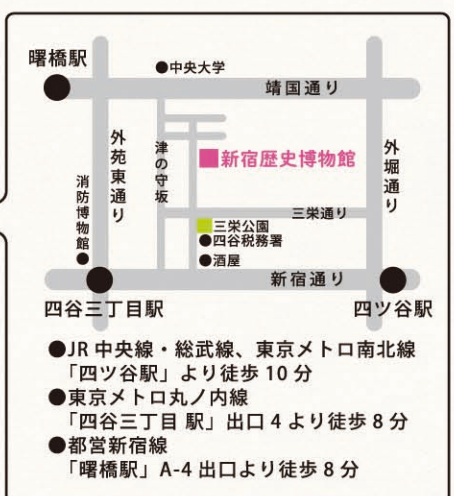 曙橋駅
●中央大学
靖国通り
外苑東通り
津の守坂
■新宿歴史博物館
外堀通り
消防博物館●
三栄通り
三栄公園
●四谷税務署
●酒屋
新宿通り
四谷三丁目駅
四ツ谷駅
●JR 中央線・総武線、東京メトロ南北線
「四ツ谷駅」より徒歩 10 分
●東京メトロ丸ノ内線
「四谷三丁目 駅」出口 4 より徒歩 8 分
●都営新宿線
「曙橋駅」A-4 出口より徒歩 8 分